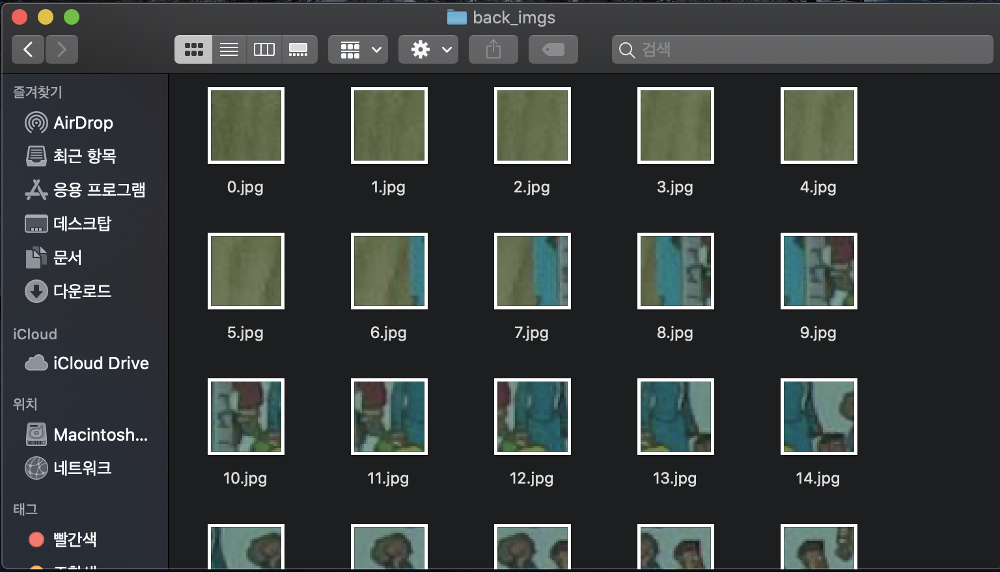 back_imgs
검색
즐겨찾기
AirDrop
최근 항목
응용 프로그램
데스크탑
문서
다운로드
iCloud
iCloud Drive
위치
Macintosh...
네트워크
태그
빨간색
0.jpg
1.jpg
2.jpg
3.jpg
4.jpg
5.jpg
6.jpg
7.jpg
8.jpg
9.jpg
10.jpg
11.jpg
12.jpg
13.jpg
14.jpg